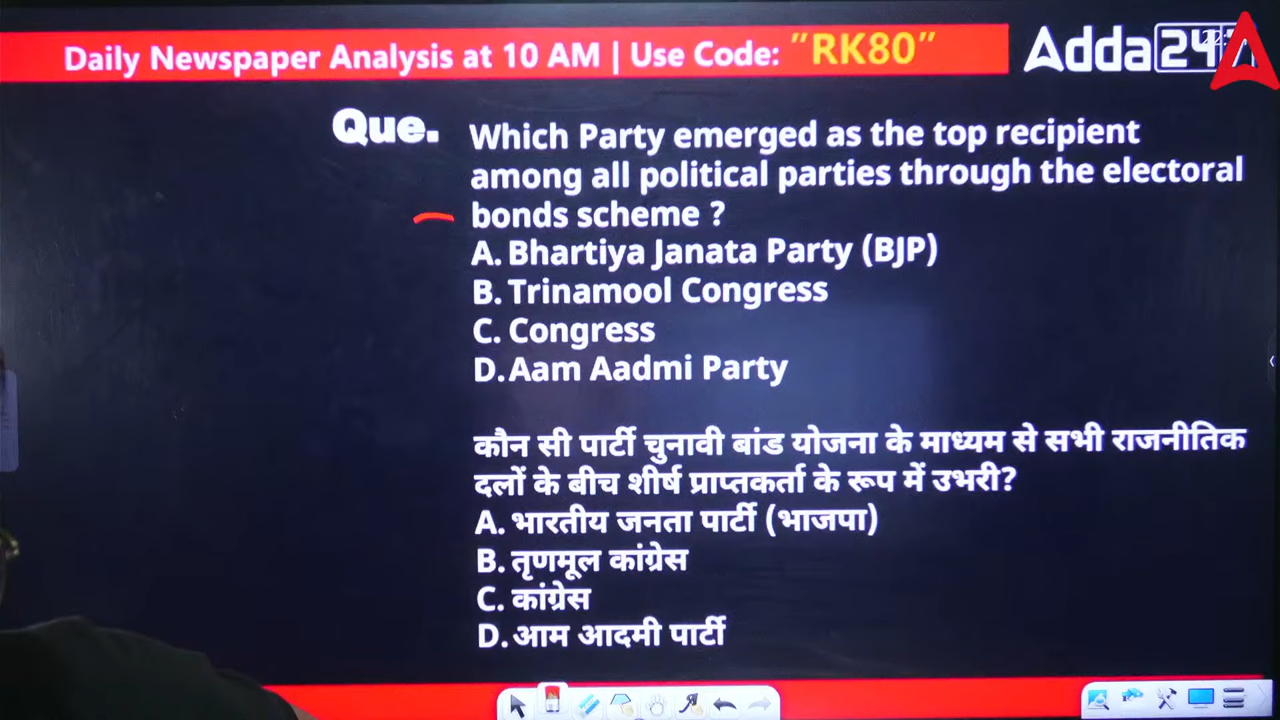 Daily Newspaper Analysis at 10 AM | Use Code: "RK80"
Adda247
Que. Which Party emerged as the top recipient
among all political parties through the electoral
bonds scheme ?
A. Bhartiya Janata Party (BJP)
B. Trinamool Congress
C. Congress
D. Aam Aadmi Party
कौन सी पार्टी चुनावी बांड योजना के माध्यम से सभी राजनीतिक
दलों के बीच शीर्ष प्राप्तकर्ता के रूप में उभरी?
A. भारतीय जनता पार्टी (भाजपा)
B. तृणमूल कांग्रेस
C. कांग्रेस
D. आम आदमी पार्टी